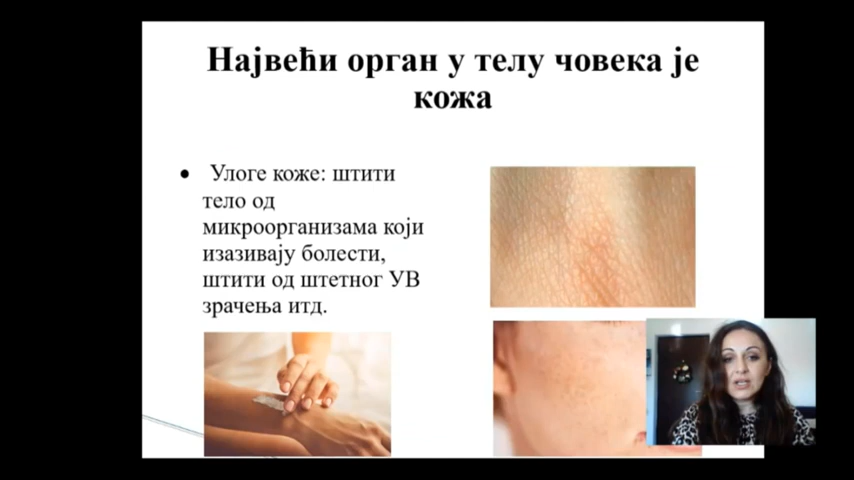 Највећи орган у телу човека је
кожа
• Улоге коже: штити
тело од
микроорганизама који
изазивају болести,
штити од штетног УВ
зрачења итд.